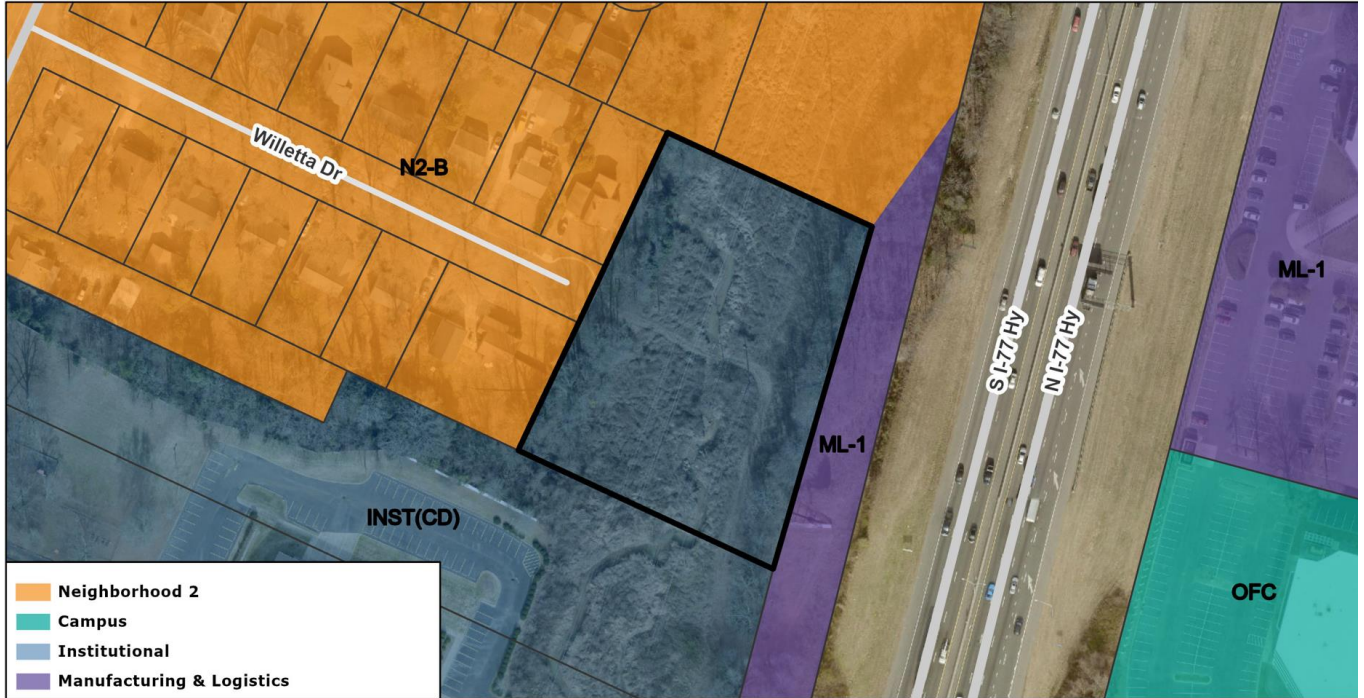 Willetta Dr
N2-B
ML-1
S I-77 Hy
N I-77 Hy
ML-1
INST(CD)
OFC
Neighborhood 2
Campus
Institutional
Manufacturing & Logistics